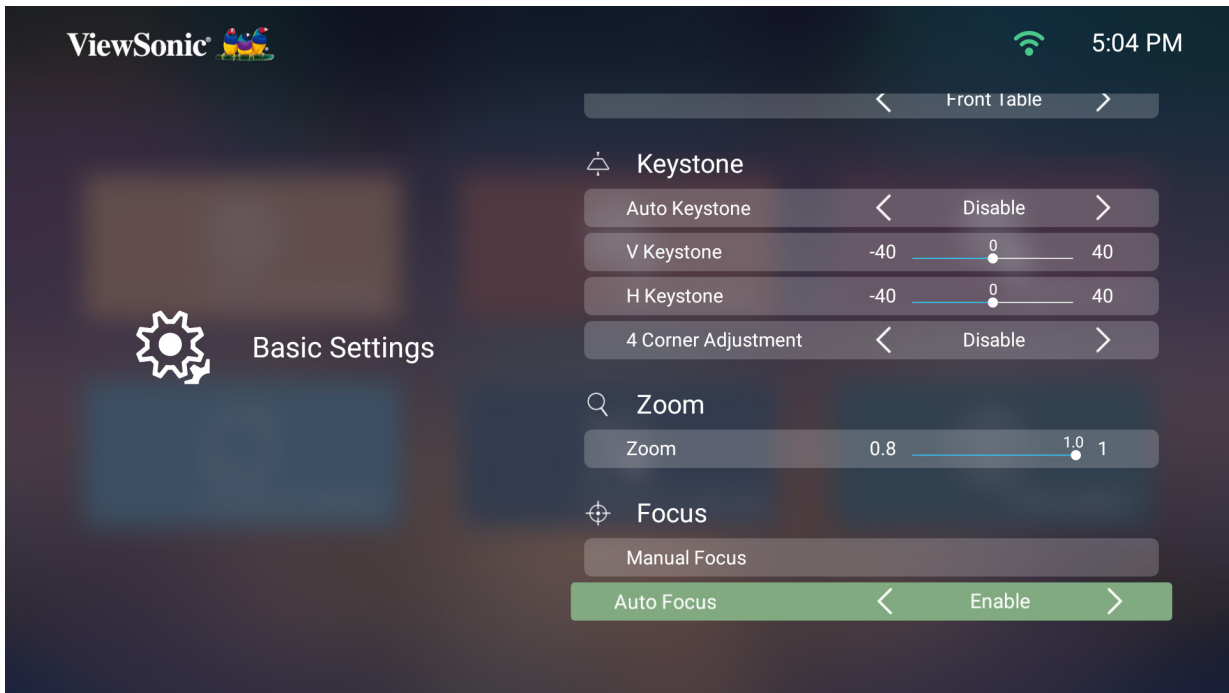 ViewSonic®
5:04 PM
Front Table
Keystone
Auto Keystone Disable
V Keystone -40 0 40
H Keystone -40 0 40
Basic Settings
4 Corner Adjustment Disable
Zoom
Zoom 0.8 1.0 1
Focus
Manual Focus
Auto Focus Enable